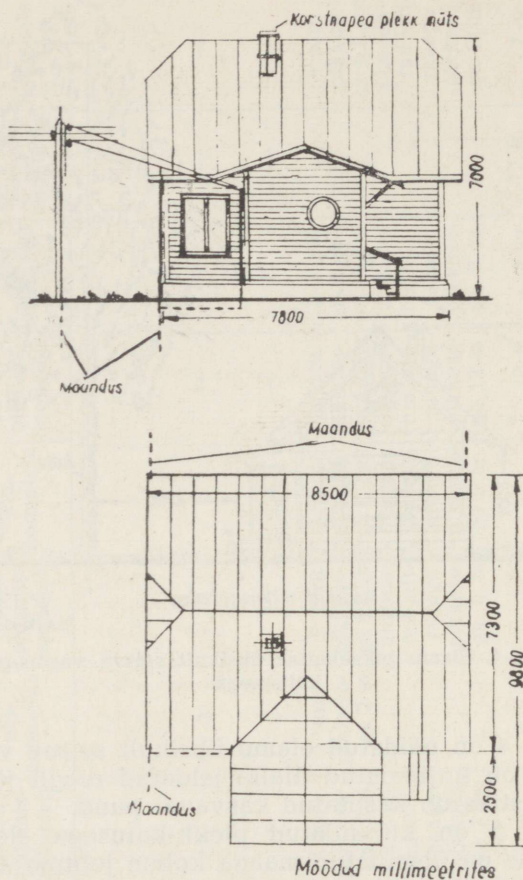 Korstnapea plekk müts
7000
7800
Maandus
Maandus
8500
7300
9800
2500
Maandus
Mõõdud millimeetrites